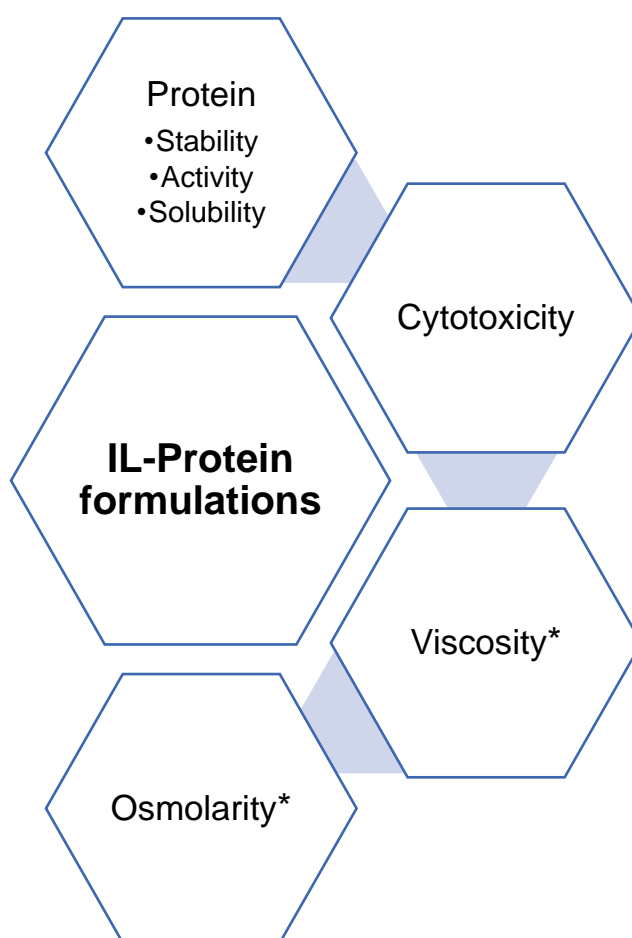 Protein
•Stability
•Activity
•Solubility
Cytotoxicity
IL-Protein
formulations
Viscosity*
Osmolarity*